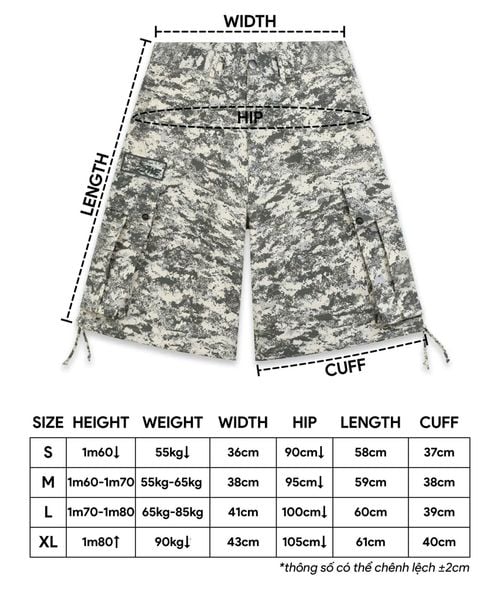 WIDTH
HIP
LENGTH
CUFF
SIZE HEIGHT WEIGHT WIDTH HIP LENGTH CUFF
S 1m60↓ 55kg↓ 36cm 90cm↓ 58cm 37cm
M 1m60-1m70 55kg-65kg 38cm 95cm↓ 59cm 38cm
L 1m70-1m80 65kg-85kg 41cm 100cm↓ 60cm 39cm
XL 1m80↑ 90kg↓ 43cm 105cm↓ 61cm 40cm
*thông số có thể chênh lệch ±2cm